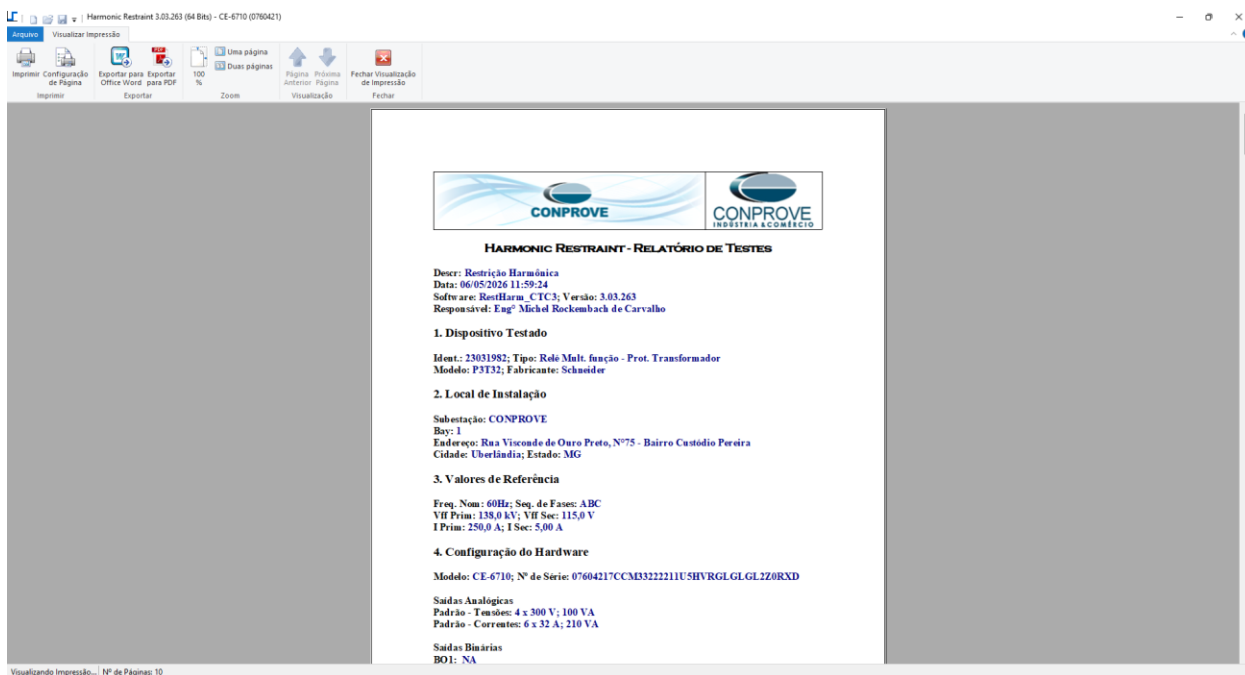 Harmonic Restraint 3.03.263 (64 Bits) - CE-6710 (0760421)
Arquivo Visualizar Impressão
Imprimir Configuração de Página Exportar para Office Word Exportar para PDF 100 % Uma página Duas páginas Página Anterior Próxima Página Fechar Visualização de Impressão
Imprimir Exportar Zoom Visualização Fechar
CONPROVE
CONPROVE
INDÚSTRIA & COMÉRCIO
HARMONIC RESTRAINT - RELATÓRIO DE TESTES
Descr: Restrição Harmônica
Data: 06/05/2026 11:59:24
Software: RestHarm_CTC3; Versão: 3.03.263
Responsável: Engº Michel Rockembach de Carvalho
1. Dispositivo Testado
Ident.: 23031982; Tipo: Relé Mult. função - Prot. Transformador
Modelo: P3T32; Fabricante: Schneider
2. Local de Instalação
Subestação: CONPROVE
Bay: 1
Endereço: Rua Visconde de Ouro Preto, Nº75 - Bairro Custódio Pereira
Cidade: Uberlândia; Estado: MG
3. Valores de Referência
Freq. Nom: 60Hz; Seq. de Fases: ABC
Vff Prim: 138,0 kV; Vff Sec: 115,0 V
I Prim: 250,0 A; I Sec: 5,00 A
4. Configuração do Hardware
Modelo: CE-6710; Nº de Série: 07604217CCM33222211U5HVRGLGLGL2Z0RXD
Saídas Analógicas
Padrão - Tensões: 4 x 300 V; 100 VA
Padrão - Correntes: 6 x 32 A; 210 VA
Saídas Binárias
BO1: NA
Visualizando Impressão... Nº de Páginas: 10